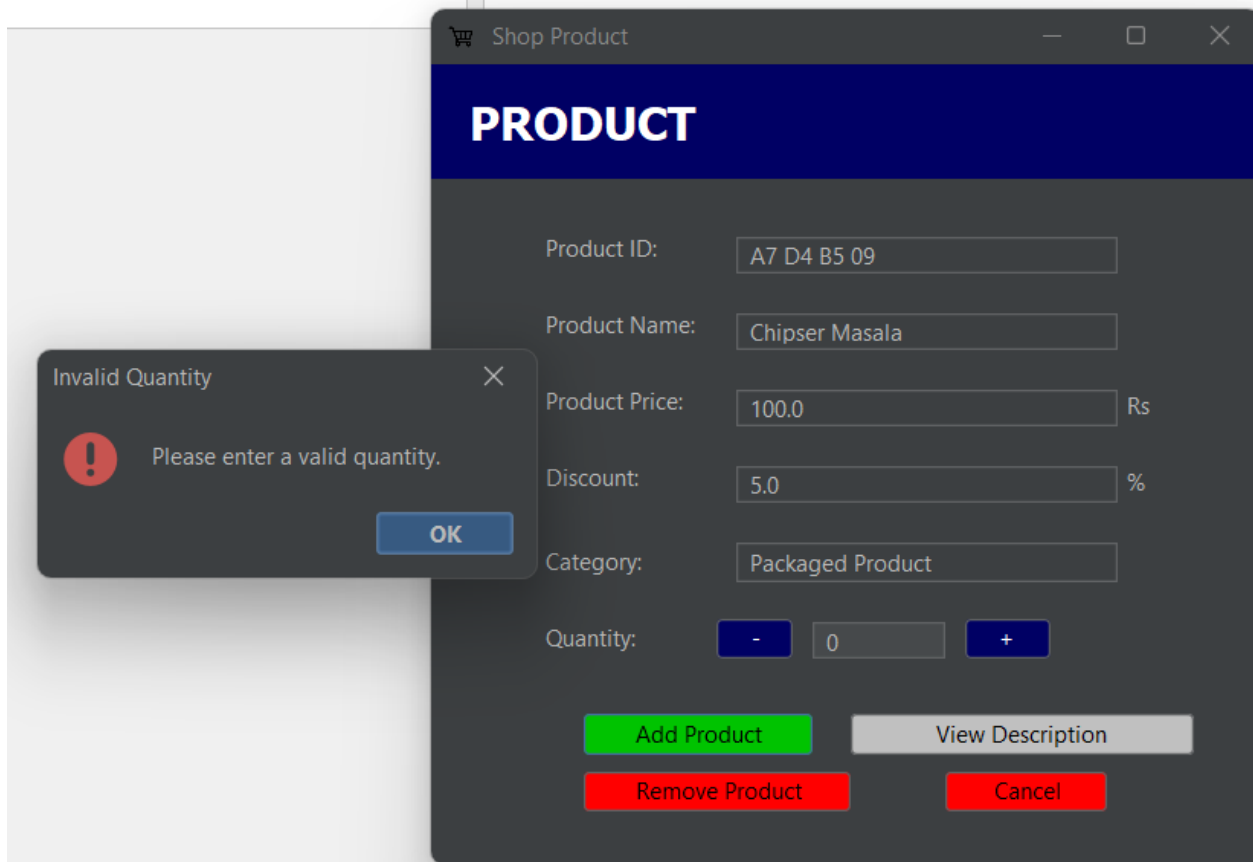 Shop Product
PRODUCT
Product ID: A7 D4 B5 09
Product Name: Chipser Masala
Product Price: 100.0 Rs
Discount: 5.0 %
Category: Packaged Product
Quantity: - 0 +
Add Product View Description
Remove Product Cancel
Invalid Quantity
Please enter a valid quantity.
OK